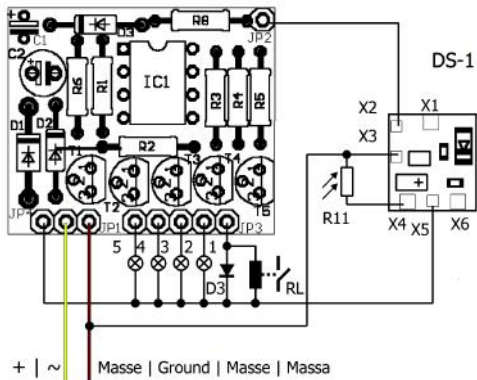 R8
D3
JP2
C1
C2
R6
R1
IC1
R3
R4
R5
D1
D2
T1
R2
T2
T3
T4
T5
JP1
JP3
5 4 3 2 1
D3
RL
R11
DS-1
X2
X1
X3
X4
X5
X6
+ | ~ Masse | Ground | Masse | Massa